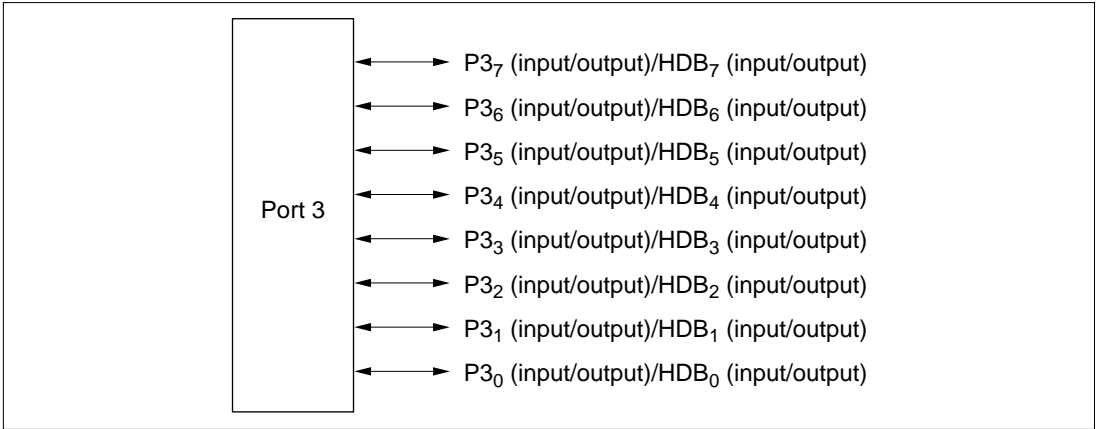 P3₇ (input/output)/HDB₇ (input/output)
P3₆ (input/output)/HDB₆ (input/output)
P3₅ (input/output)/HDB₅ (input/output)
P3₄ (input/output)/HDB₄ (input/output)
Port 3
P3₃ (input/output)/HDB₃ (input/output)
P3₂ (input/output)/HDB₂ (input/output)
P3₁ (input/output)/HDB₁ (input/output)
P3₀ (input/output)/HDB₀ (input/output)